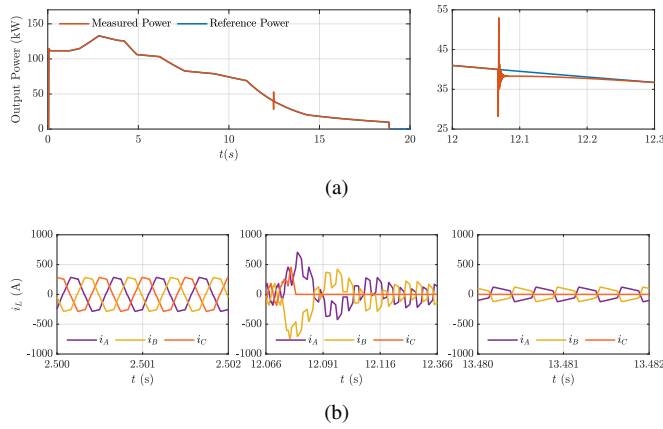 Measured Power Reference Power
Output Power (kW)
150
100
50
0
0 5 10 15 20
t(s)
55
45
35
25
12 12.1 12.2 12.3
(a)
i_L (A)
1000
500
0
-500
-1000
i_A i_B i_C
2.500 2.501 2.502
t (s)
1000
500
0
-500
-1000
i_A i_B i_C
12.066 12.091 12.116 12.366
t (s)
1000
500
0
-500
-1000
i_A i_B i_C
13.480 13.481 13.482
t (s)
(b)